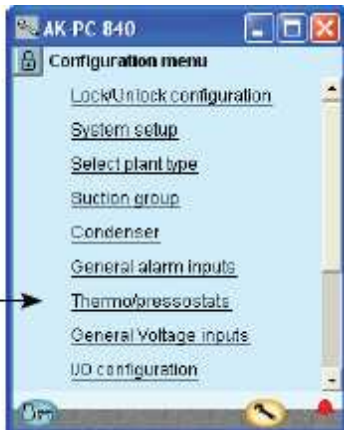 AK-PC 840
Configuration menu
Lock/Unlock configuration
System setup
Select plant type
Suction group
Condenser
General alarm inputs
Thermo/pressostats
General Voltage inputs
I/O configuration